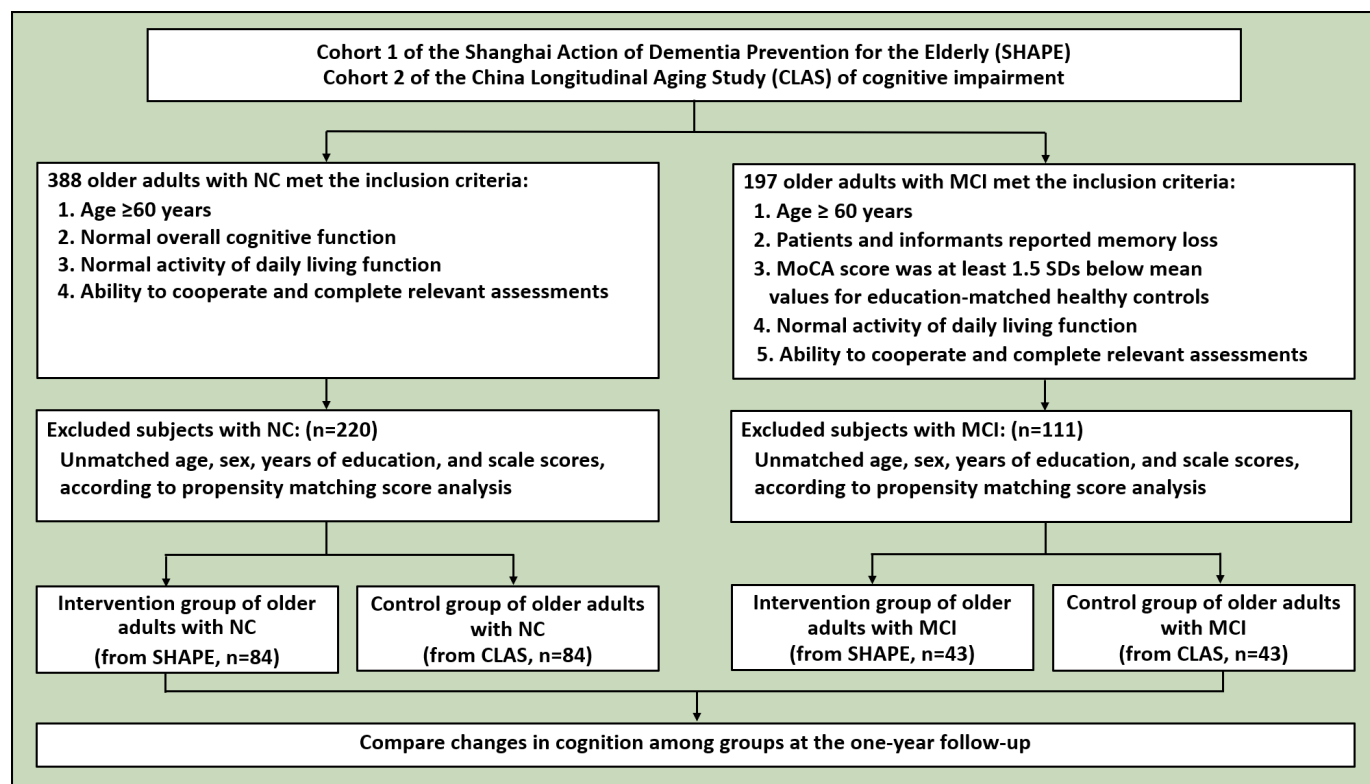 Cohort 1 of the Shanghai Action of Dementia Prevention for the Elderly (SHAPE)
Cohort 2 of the China Longitudinal Aging Study (CLAS) of cognitive impairment
388 older adults with NC met the inclusion criteria:
1. Age ≥60 years
2. Normal overall cognitive function
3. Normal activity of daily living function
4. Ability to cooperate and complete relevant assessments
197 older adults with MCI met the inclusion criteria:
1. Age ≥ 60 years
2. Patients and informants reported memory loss
3. MoCA score was at least 1.5 SDs below mean
values for education-matched healthy controls
4. Normal activity of daily living function
5. Ability to cooperate and complete relevant assessments
Excluded subjects with NC: (n=220)
Unmatched age, sex, years of education, and scale scores,
according to propensity matching score analysis
Excluded subjects with MCI: (n=111)
Unmatched age, sex, years of education, and scale scores,
according to propensity matching score analysis
Intervention group of older
adults with NC
(from SHAPE, n=84)
Control group of older adults
with NC
(from CLAS, n=84)
Intervention group of older
adults with MCI
(from SHAPE, n=43)
Control group of older adults
with MCI
(from CLAS, n=43)
Compare changes in cognition among groups at the one-year follow-up